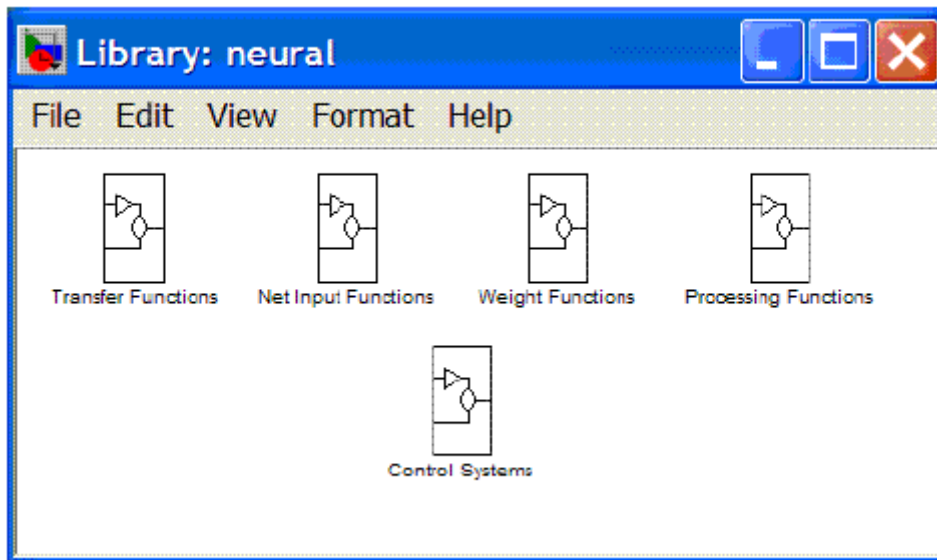 Library: neural
File Edit View Format Help
Transfer Functions Net Input Functions Weight Functions Processing Functions
Control Systems